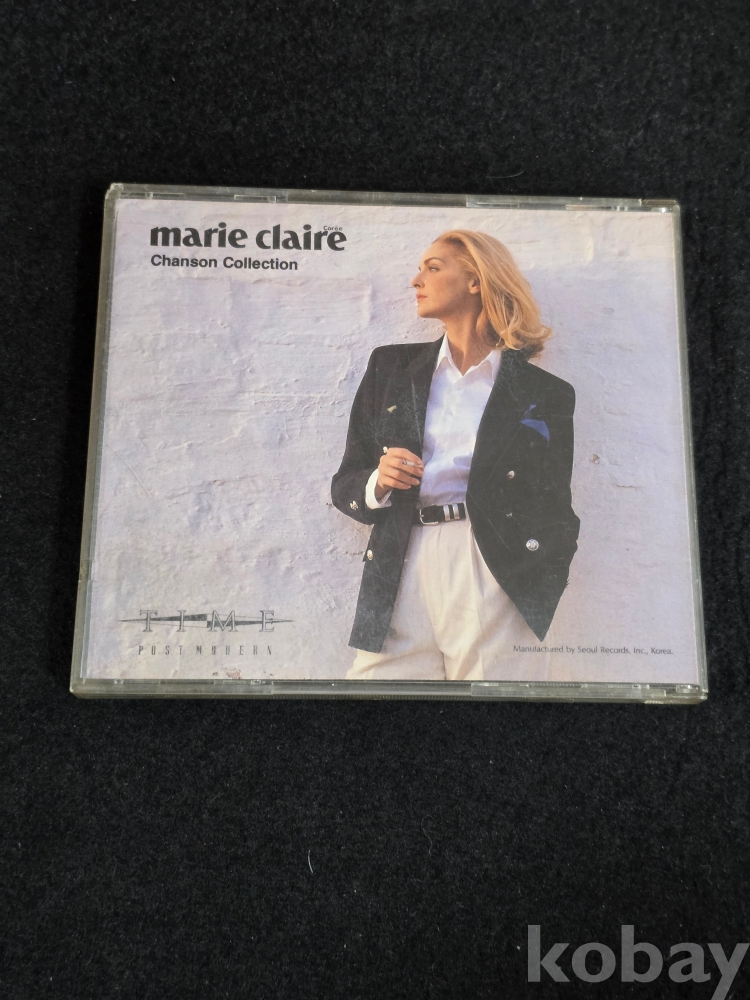 marie claire
Corée
Chanson Collection
TIME
POST MODERN
Manufactured by Seoul Records, Inc., Korea.
kobay